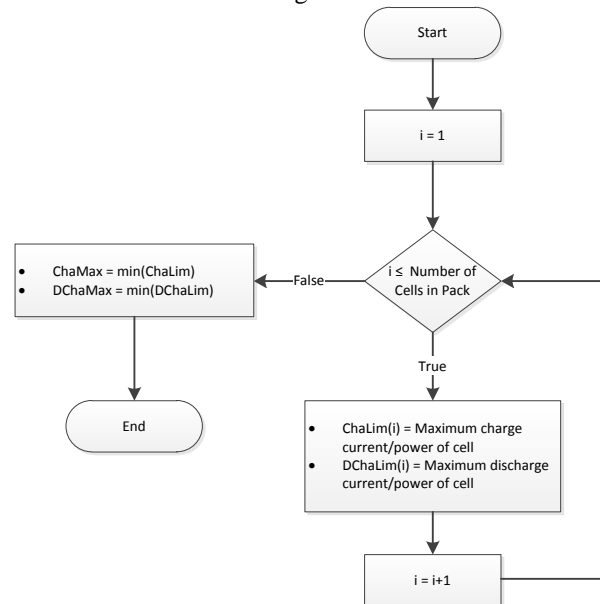 Start
i = 1
i ≤ Number of
Cells in Pack
False
• ChaMax = min(ChaLim)
• DChaMax = min(DChaLim)
End
True
• ChaLim(i) = Maximum charge
current/power of cell
• DChaLim(i) = Maximum discharge
current/power of cell
i = i+1